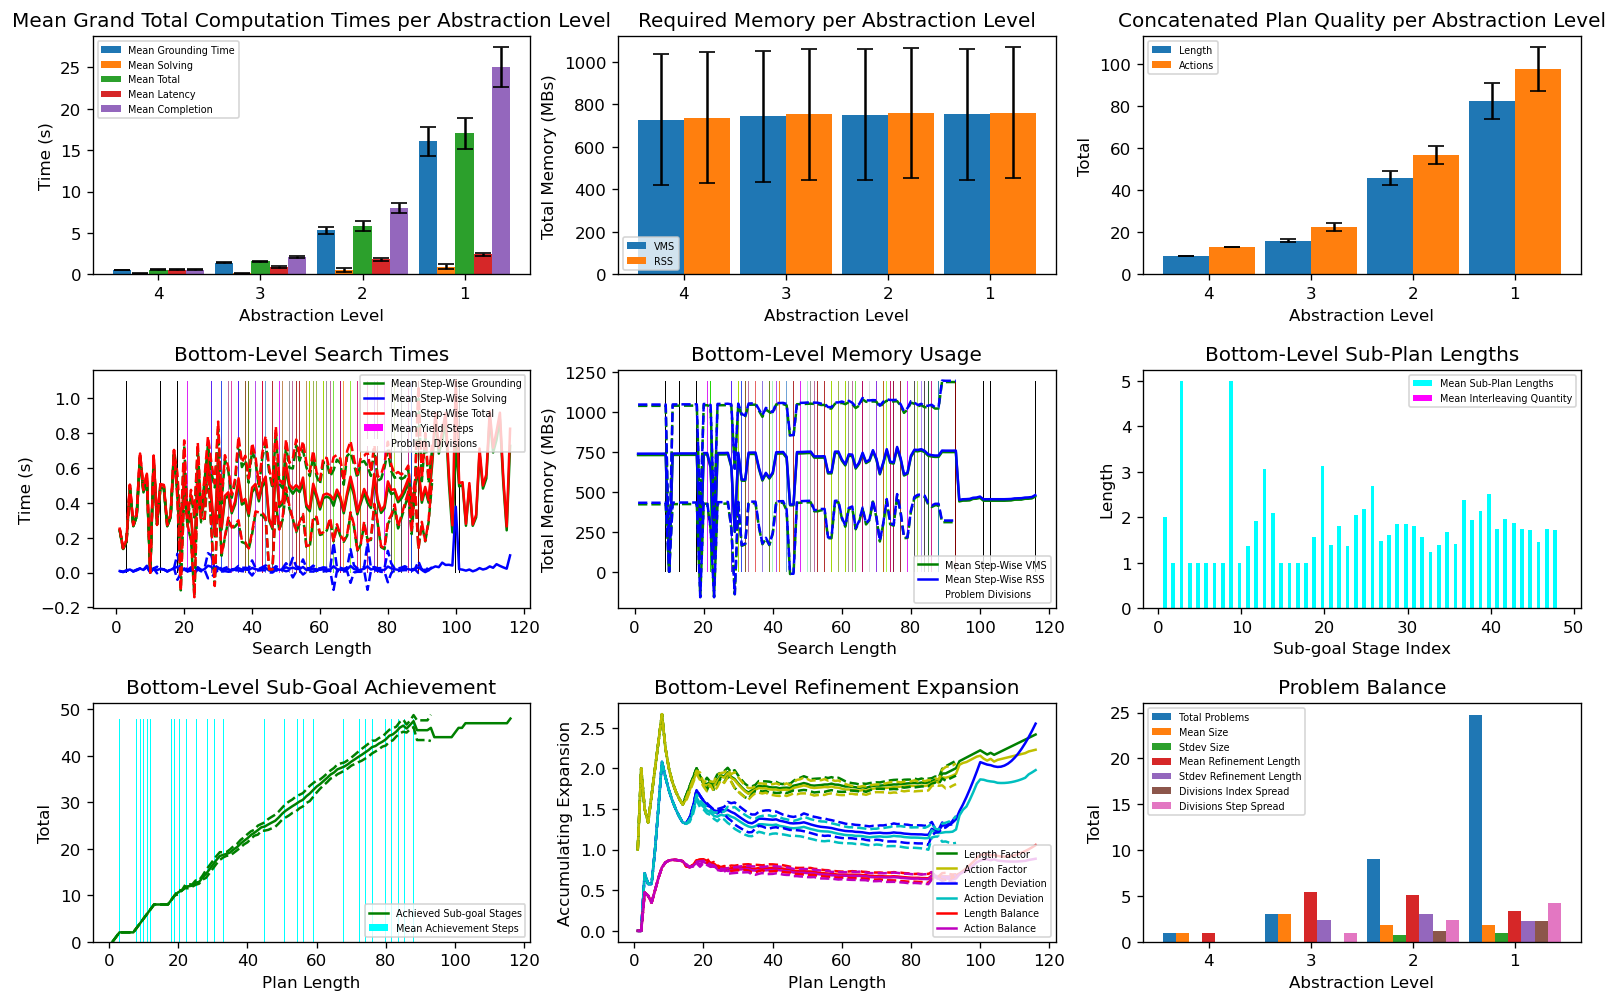 Mean Grand Total Computation Times per Abstraction Level
Required Memory per Abstraction Level
Concatenated Plan Quality per Abstraction Level
Time (s)
25
20
15
10
5
0
Mean Grounding Time
Mean Solving
Mean Total
Mean Latency
Mean Completion
4 3 2 1
Abstraction Level
Total Memory (MBs)
1000
800
600
400
200
0
VMS
RSS
4 3 2 1
Abstraction Level
Total
100
80
60
40
20
0
Length
Actions
4 3 2 1
Abstraction Level
Bottom-Level Search Times
Time (s)
1.0
0.8
0.6
0.4
0.2
0.0
−0.2
Mean Step-Wise Grounding
Mean Step-Wise Solving
Mean Step-Wise Total
Mean Yield Steps
Problem Divisions
0 20 40 60 80 100 120
Search Length
Bottom-Level Memory Usage
Total Memory (MBs)
1250
1000
750
500
250
0
Mean Step-Wise VMS
Mean Step-Wise RSS
Problem Divisions
0 20 40 60 80 100 120
Search Length
Bottom-Level Sub-Plan Lengths
Length
5
4
3
2
1
0
Mean Sub-Plan Lengths
Mean Interleaving Quantity
0 10 20 30 40 50
Sub-goal Stage Index
Bottom-Level Sub-Goal Achievement
Total
50
40
30
20
10
0
Achieved Sub-goal Stages
Mean Achievement Steps
0 20 40 60 80 100 120
Plan Length
Bottom-Level Refinement Expansion
Accumulating Expansion
2.5
2.0
1.5
1.0
0.5
0.0
Length Factor
Action Factor
Length Deviation
Action Deviation
Length Balance
Action Balance
0 20 40 60 80 100 120
Plan Length
Problem Balance
Total
25
20
15
10
5
0
Total Problems
Mean Size
Stdev Size
Mean Refinement Length
Stdev Refinement Length
Divisions Index Spread
Divisions Step Spread
4 3 2 1
Abstraction Level